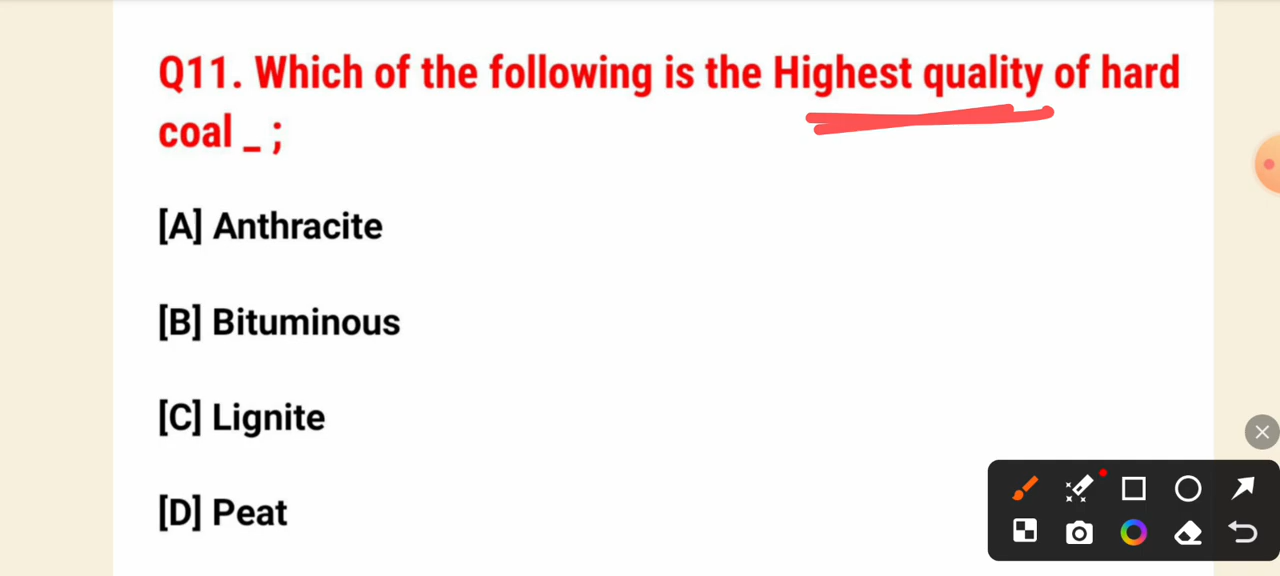 Q11. Which of the following is the Highest quality of hard
coal _ ;
[A] Anthracite
[B] Bituminous
[C] Lignite
[D] Peat